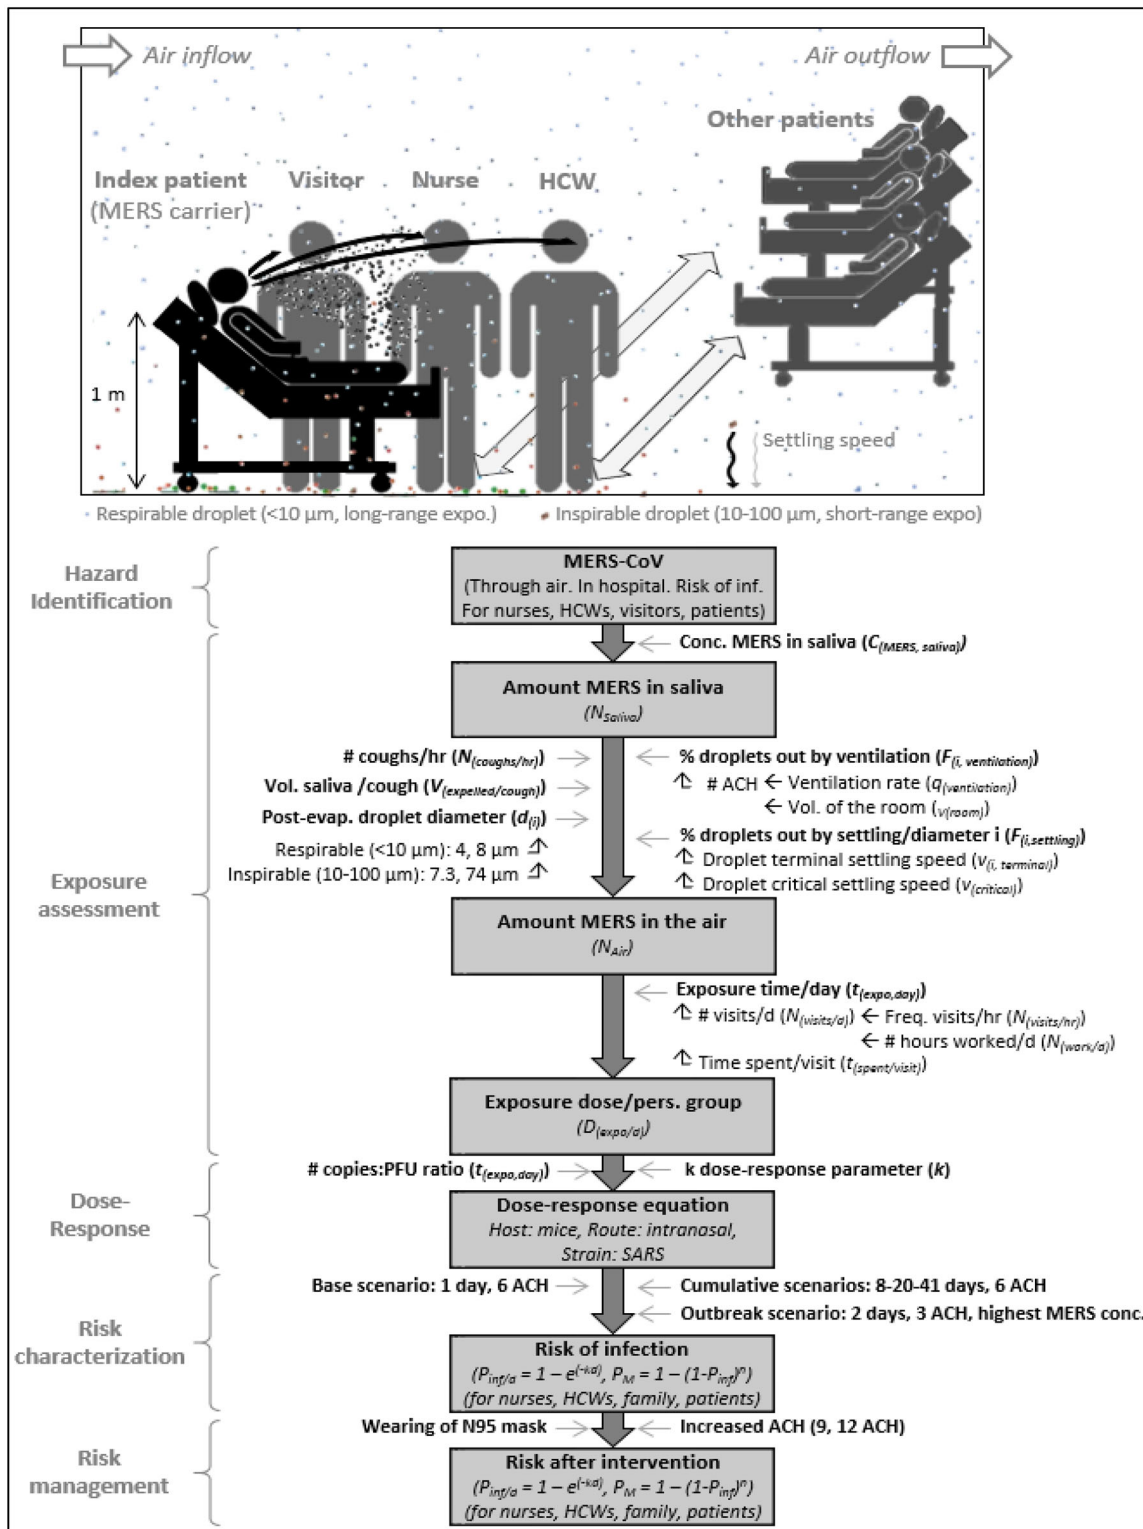 Air inflow
Air outflow
Other patients
Index patient
(MERS carrier)
Visitor
Nurse
HCW
1 m
Settling speed
Respirable droplet (<10 µm, long-range expo.)
Inspirable droplet (10-100 µm, short-range expo)
Hazard
Identification
MERS-CoV
(Through air. In hospital. Risk of inf.
For nurses, HCWs, visitors, patients)
Conc. MERS in saliva (C(MERS, saliva))
Exposure
assessment
Amount MERS in saliva
(NSaliva)
# coughs/hr (N(coughs/hr))
Vol. saliva /cough (V(expelled/cough))
Post-evap. droplet diameter (d(i))
Respirable (<10 µm): 4, 8 µm
Inspirable (10-100 µm): 7.3, 74 µm
% droplets out by ventilation (F(i, ventilation))
# ACH ← Ventilation rate (q(ventilation))
← Vol. of the room (v(room))
% droplets out by settling/diameter i (F(i,settling))
Droplet terminal settling speed (v(i, terminal))
Droplet critical settling speed (v(critical))
Amount MERS in the air
(NAir)
Exposure time/day (t(expo,day))
# visits/d (N(visits/d)) ← Freq. visits/hr (N(visits/hr))
← # hours worked/d (N(work/d))
Time spent/visit (t(spent/visit))
Exposure dose/pers. group
(D(expo/d))
Dose-
Response
# copies:PFU ratio (t(expo,day))
k dose-response parameter (k)
Dose-response equation
Host: mice, Route: intranasal,
Strain: SARS
Risk
characterization
Base scenario: 1 day, 6 ACH
Cumulative scenarios: 8-20-41 days, 6 ACH
Outbreak scenario: 2 days, 3 ACH, highest MERS conc.
Risk of infection
(Pinf/d = 1 – e(-kd), PM = 1 – (1-Pinf)n)
(for nurses, HCWs, family, patients)
Risk
management
Wearing of N95 mask
Increased ACH (9, 12 ACH)
Risk after intervention
(Pinf/d = 1 – e(-kd), PM = 1 – (1-Pinf)n)
(for nurses, HCWs, family, patients)